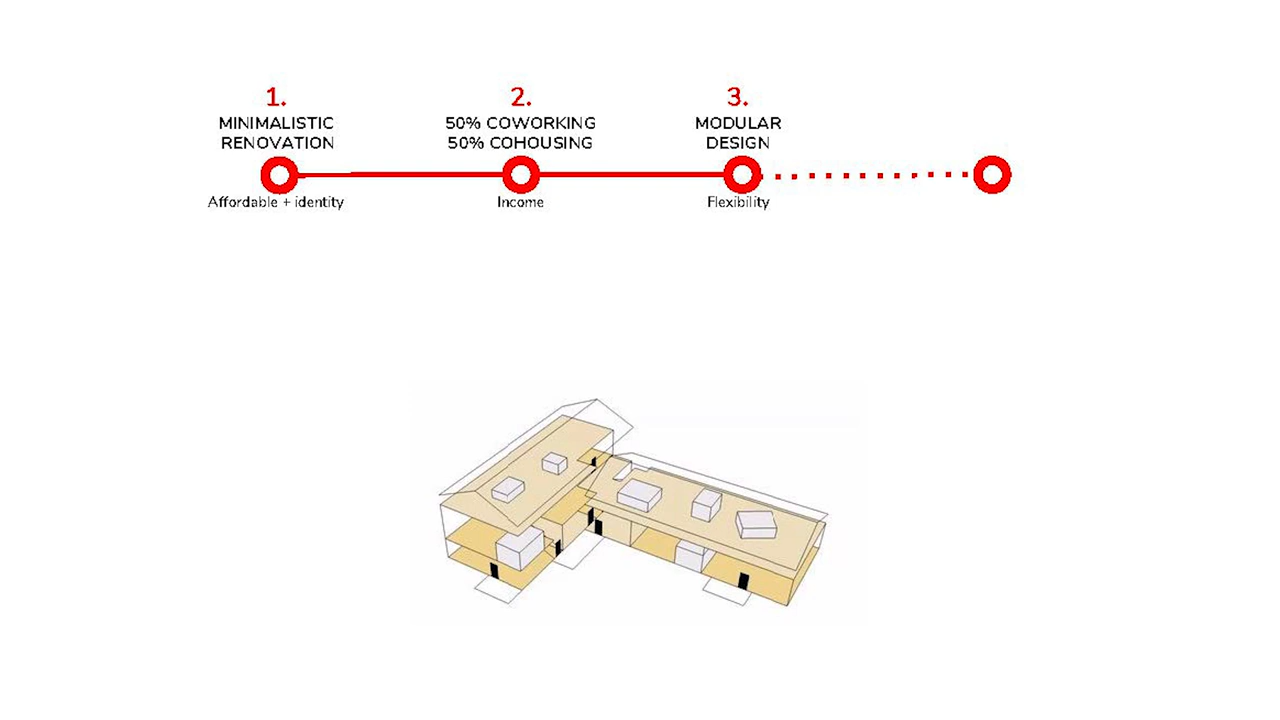 1.
MINIMALISTIC
RENOVATION
Affordable + identity
2.
50% COWORKING
50% COHOUSING
Income
3.
MODULAR
DESIGN
Flexibility